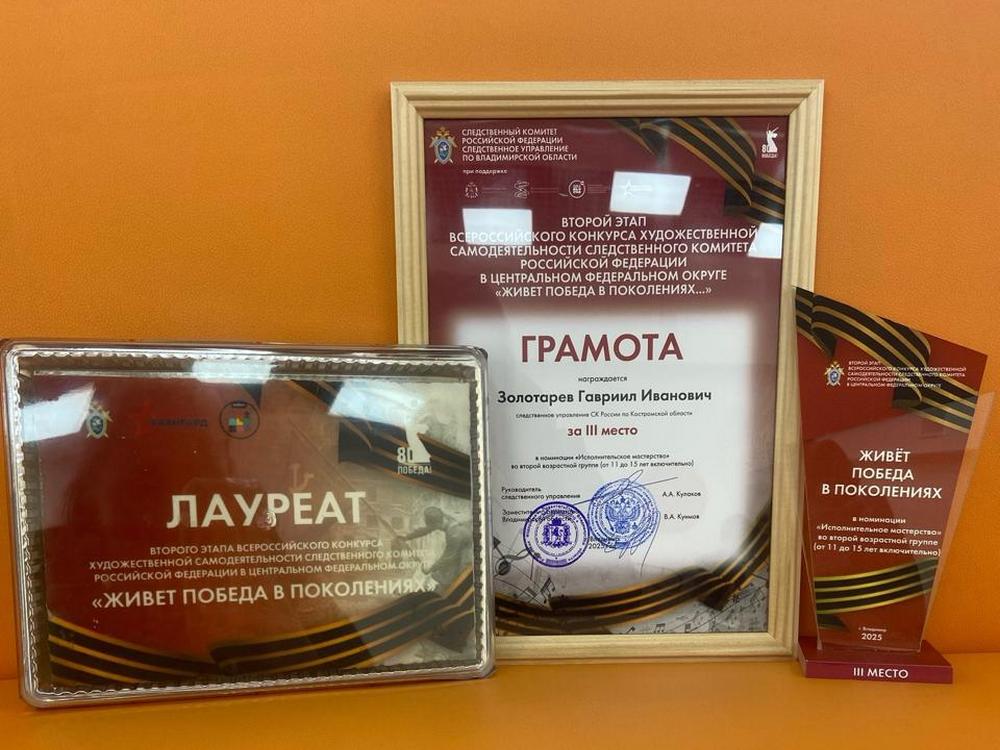 СЛЕДСТВЕННЫЙ КОМИТЕТ
РОССИЙСКОЙ ФЕДЕРАЦИИ
СЛЕДСТВЕННОЕ УПРАВЛЕНИЕ
ПО ВЛАДИМИРСКОЙ ОБЛАСТИ
при поддержке
80
ПОБЕДА!
ВТОРОЙ ЭТАП
ВСЕРОССИЙСКОГО КОНКУРСА ХУДОЖЕСТВЕННОЙ
САМОДЕЯТЕЛЬНОСТИ СЛЕДСТВЕННОГО КОМИТЕТА
РОССИЙСКОЙ ФЕДЕРАЦИИ
В ЦЕНТРАЛЬНОМ ФЕДЕРАЛЬНОМ ОКРУГЕ
«ЖИВЕТ ПОБЕДА В ПОКОЛЕНИЯХ...»
ГРАМОТА
награждается
Золотарев Гавриил Иванович
следственное управление СК России по Костромской области
за III место
в номинации «Исполнительское мастерство»
во второй возрастной группе (от 11 до 15 лет включительно)
Руководитель
следственного управления
А.А. Кулаков
В.А. Куимов
2025
80
ПОБЕДА!
ЛАУРЕАТ
ВТОРОГО ЭТАПА ВСЕРОССИЙСКОГО КОНКУРСА
ХУДОЖЕСТВЕННОЙ САМОДЕЯТЕЛЬНОСТИ СЛЕДСТВЕННОГО КОМИТЕТА
РОССИЙСКОЙ ФЕДЕРАЦИИ В ЦЕНТРАЛЬНОМ ФЕДЕРАЛЬНОМ ОКРУГЕ
«ЖИВЕТ ПОБЕДА В ПОКОЛЕНИЯХ»
ВТОРОЙ ЭТАП
ВСЕРОССИЙСКОГО КОНКУРСА ХУДОЖЕСТВЕННОЙ
САМОДЕЯТЕЛЬНОСТИ СЛЕДСТВЕННОГО КОМИТЕТА
РОССИЙСКОЙ ФЕДЕРАЦИИ
В ЦЕНТРАЛЬНОМ ФЕДЕРАЛЬНОМ ОКРУГЕ
ЖИВЁТ
ПОБЕДА
В ПОКОЛЕНИЯХ
в номинации
«Исполнительское мастерство»
во второй возрастной группе
(от 11 до 15 лет включительно)
г. Владимир
2025
III МЕСТО